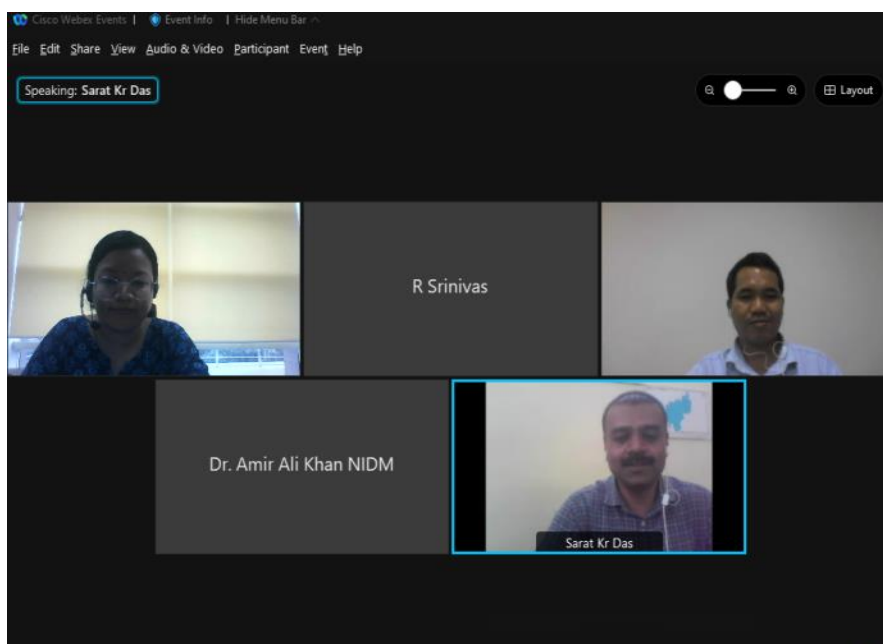 Cisco Webex Events | Event Info | Hide Menu Bar
File Edit Share View Audio & Video Participant Event Help
Speaking: Sarat Kr Das
Layout
R Srinivas
Dr. Amir Ali Khan NIDM
Sarat Kr Das